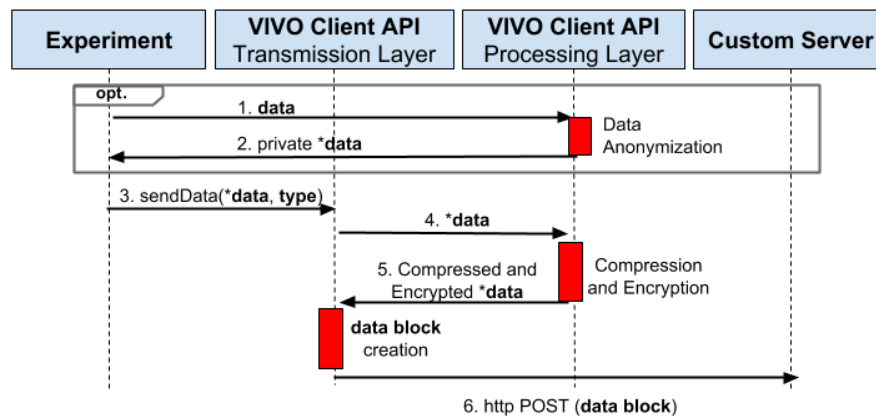 Experiment
VIVO Client API
Transmission Layer
VIVO Client API
Processing Layer
Custom Server
opt.
1. data
Data
Anonymization
2. private *data
3. sendData(*data, type)
4. *data
5. Compressed and
Encrypted *data
Compression
and Encryption
data block
creation
6. http POST (data block)